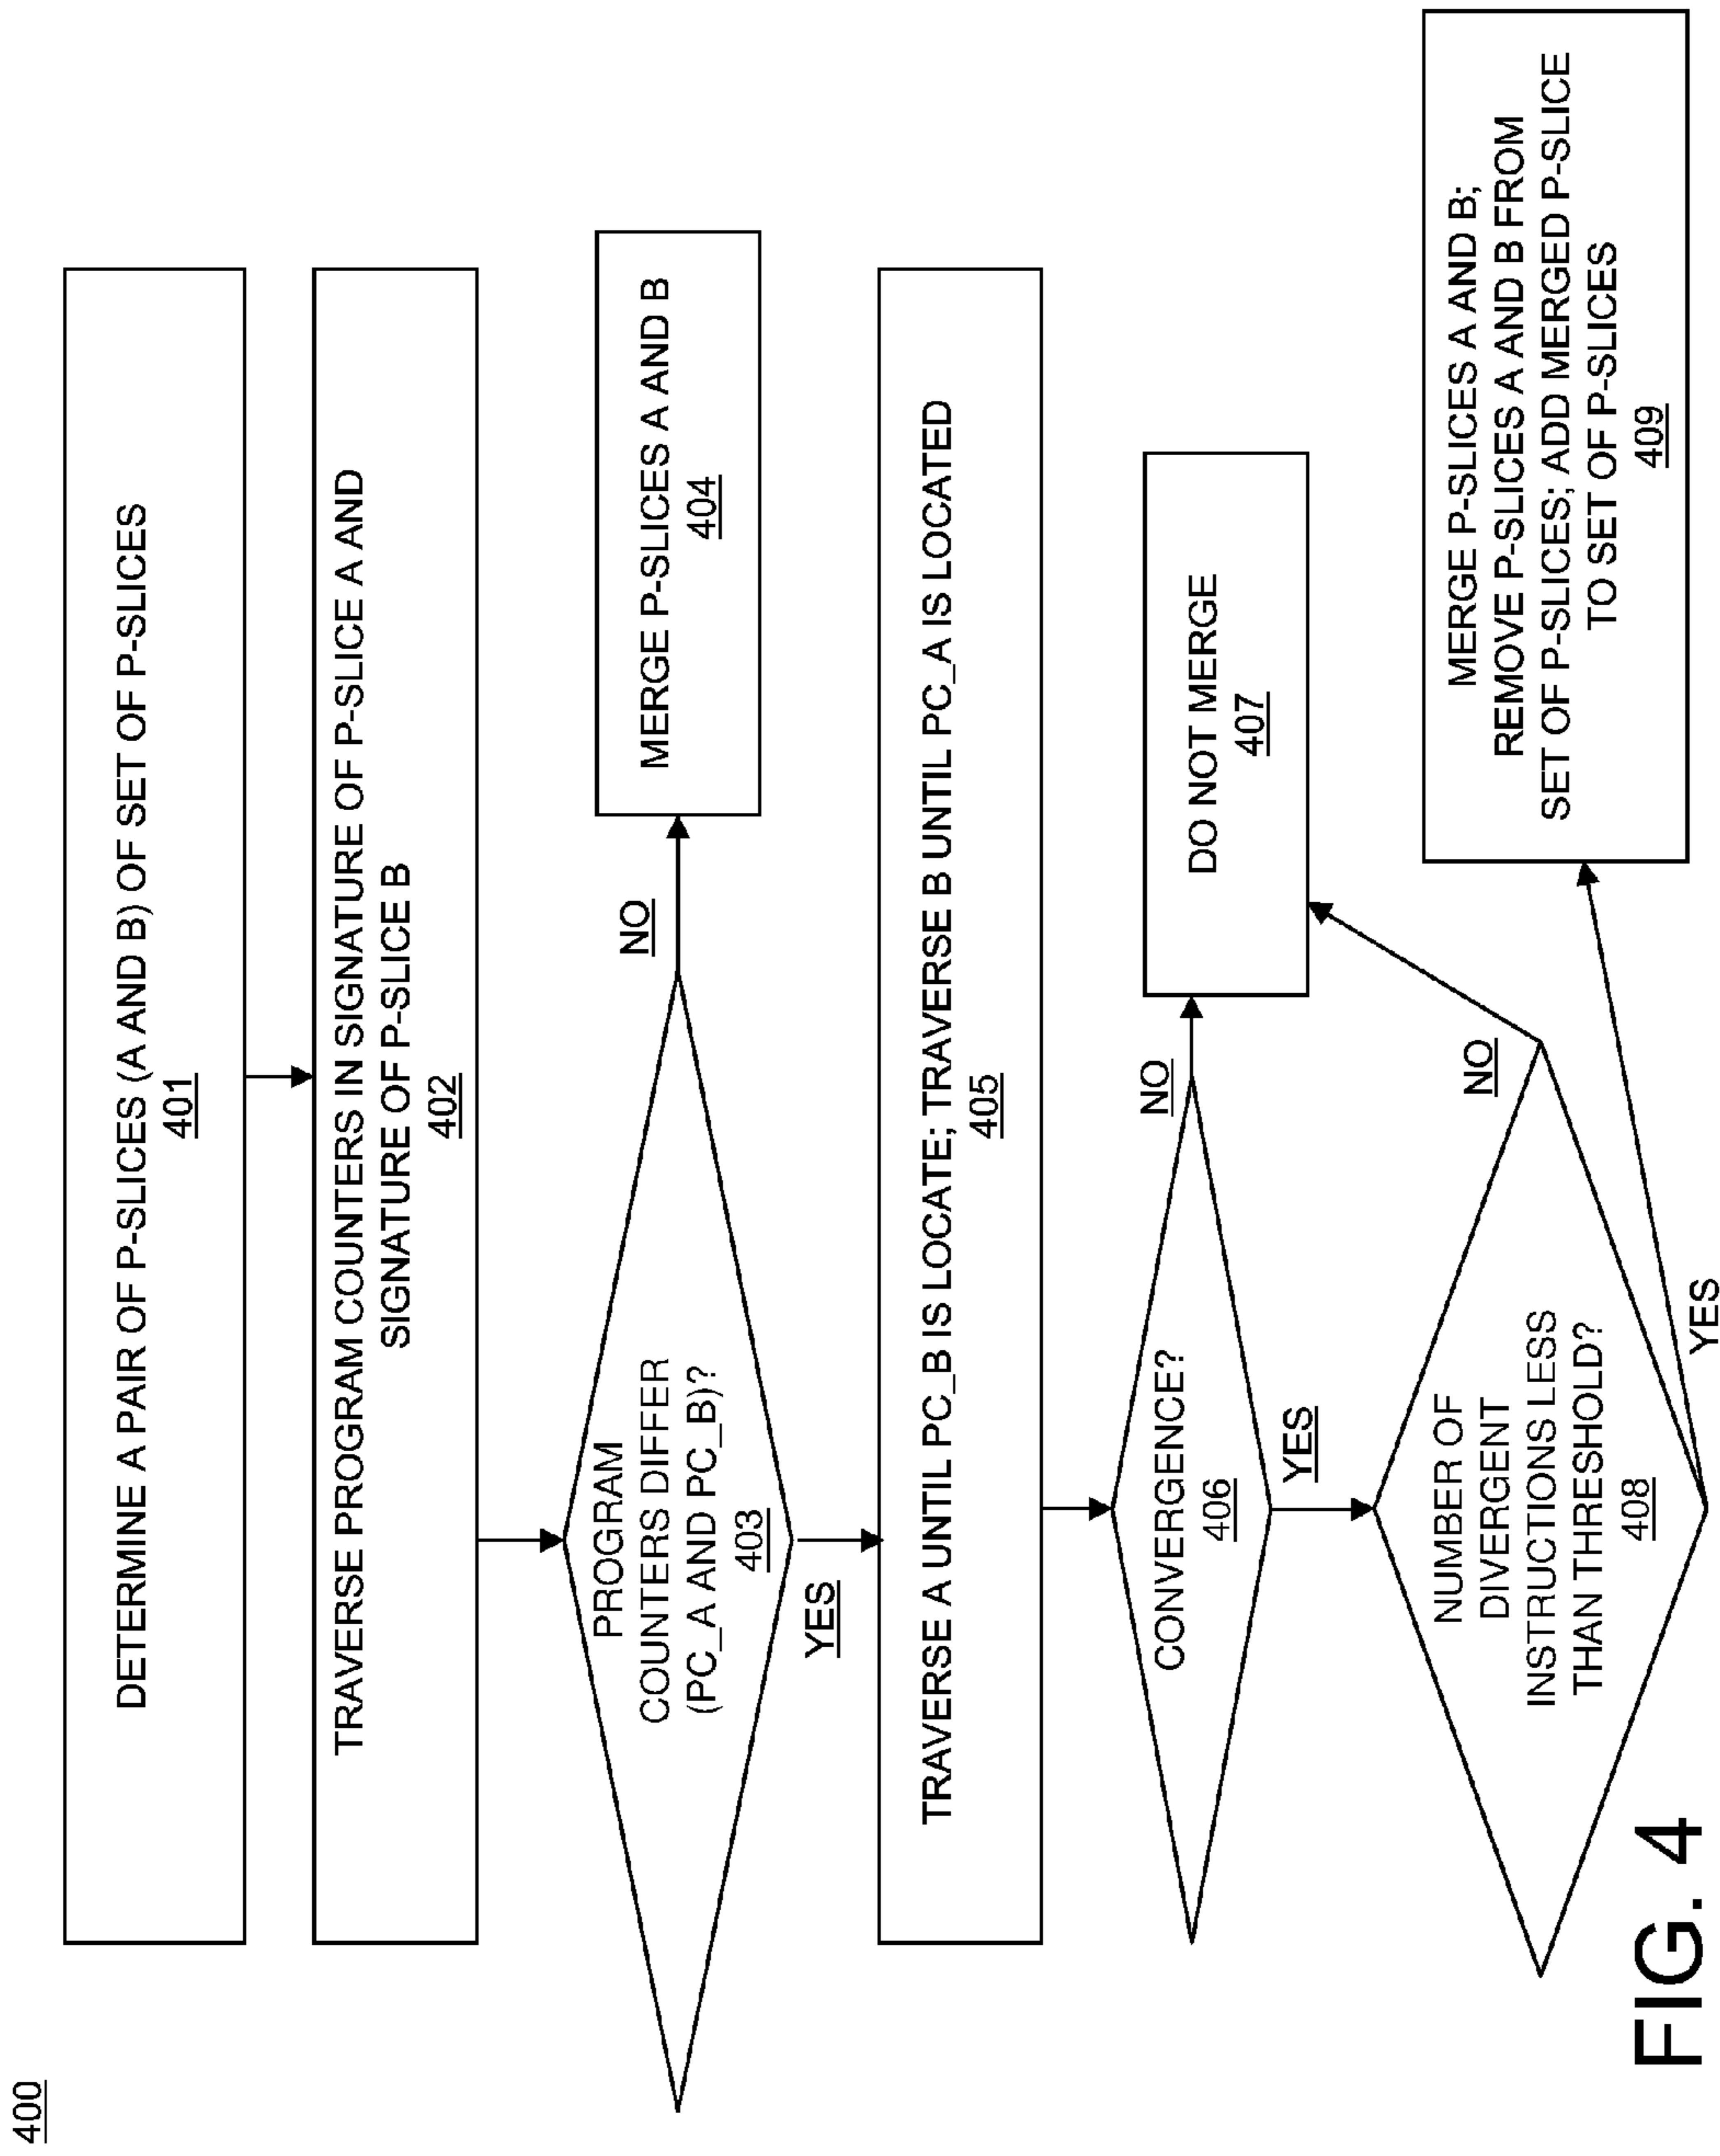 400
DETERMINE A PAIR OF P-SLICES (A AND B) OF SET OF P-SLICES
401
TRAVERSE PROGRAM COUNTERS IN SIGNATURE OF P-SLICE A AND
SIGNATURE OF P-SLICE B
402
PROGRAM
COUNTERS DIFFER
(PC_A AND PC_B)?
403
NO
MERGE P-SLICES A AND B
404
YES
TRAVERSE A UNTIL PC_B IS LOCATE; TRAVERSE B UNTIL PC_A IS LOCATED
405
CONVERGENCE?
406
NO
DO NOT MERGE
407
YES
NUMBER OF
DIVERGENT
INSTRUCTIONS LESS
THAN THRESHOLD?
408
NO
YES
MERGE P-SLICES A AND B;
REMOVE P-SLICES A AND B FROM
SET OF P-SLICES; ADD MERGED P-SLICE
TO SET OF P-SLICES
409
FIG. 4